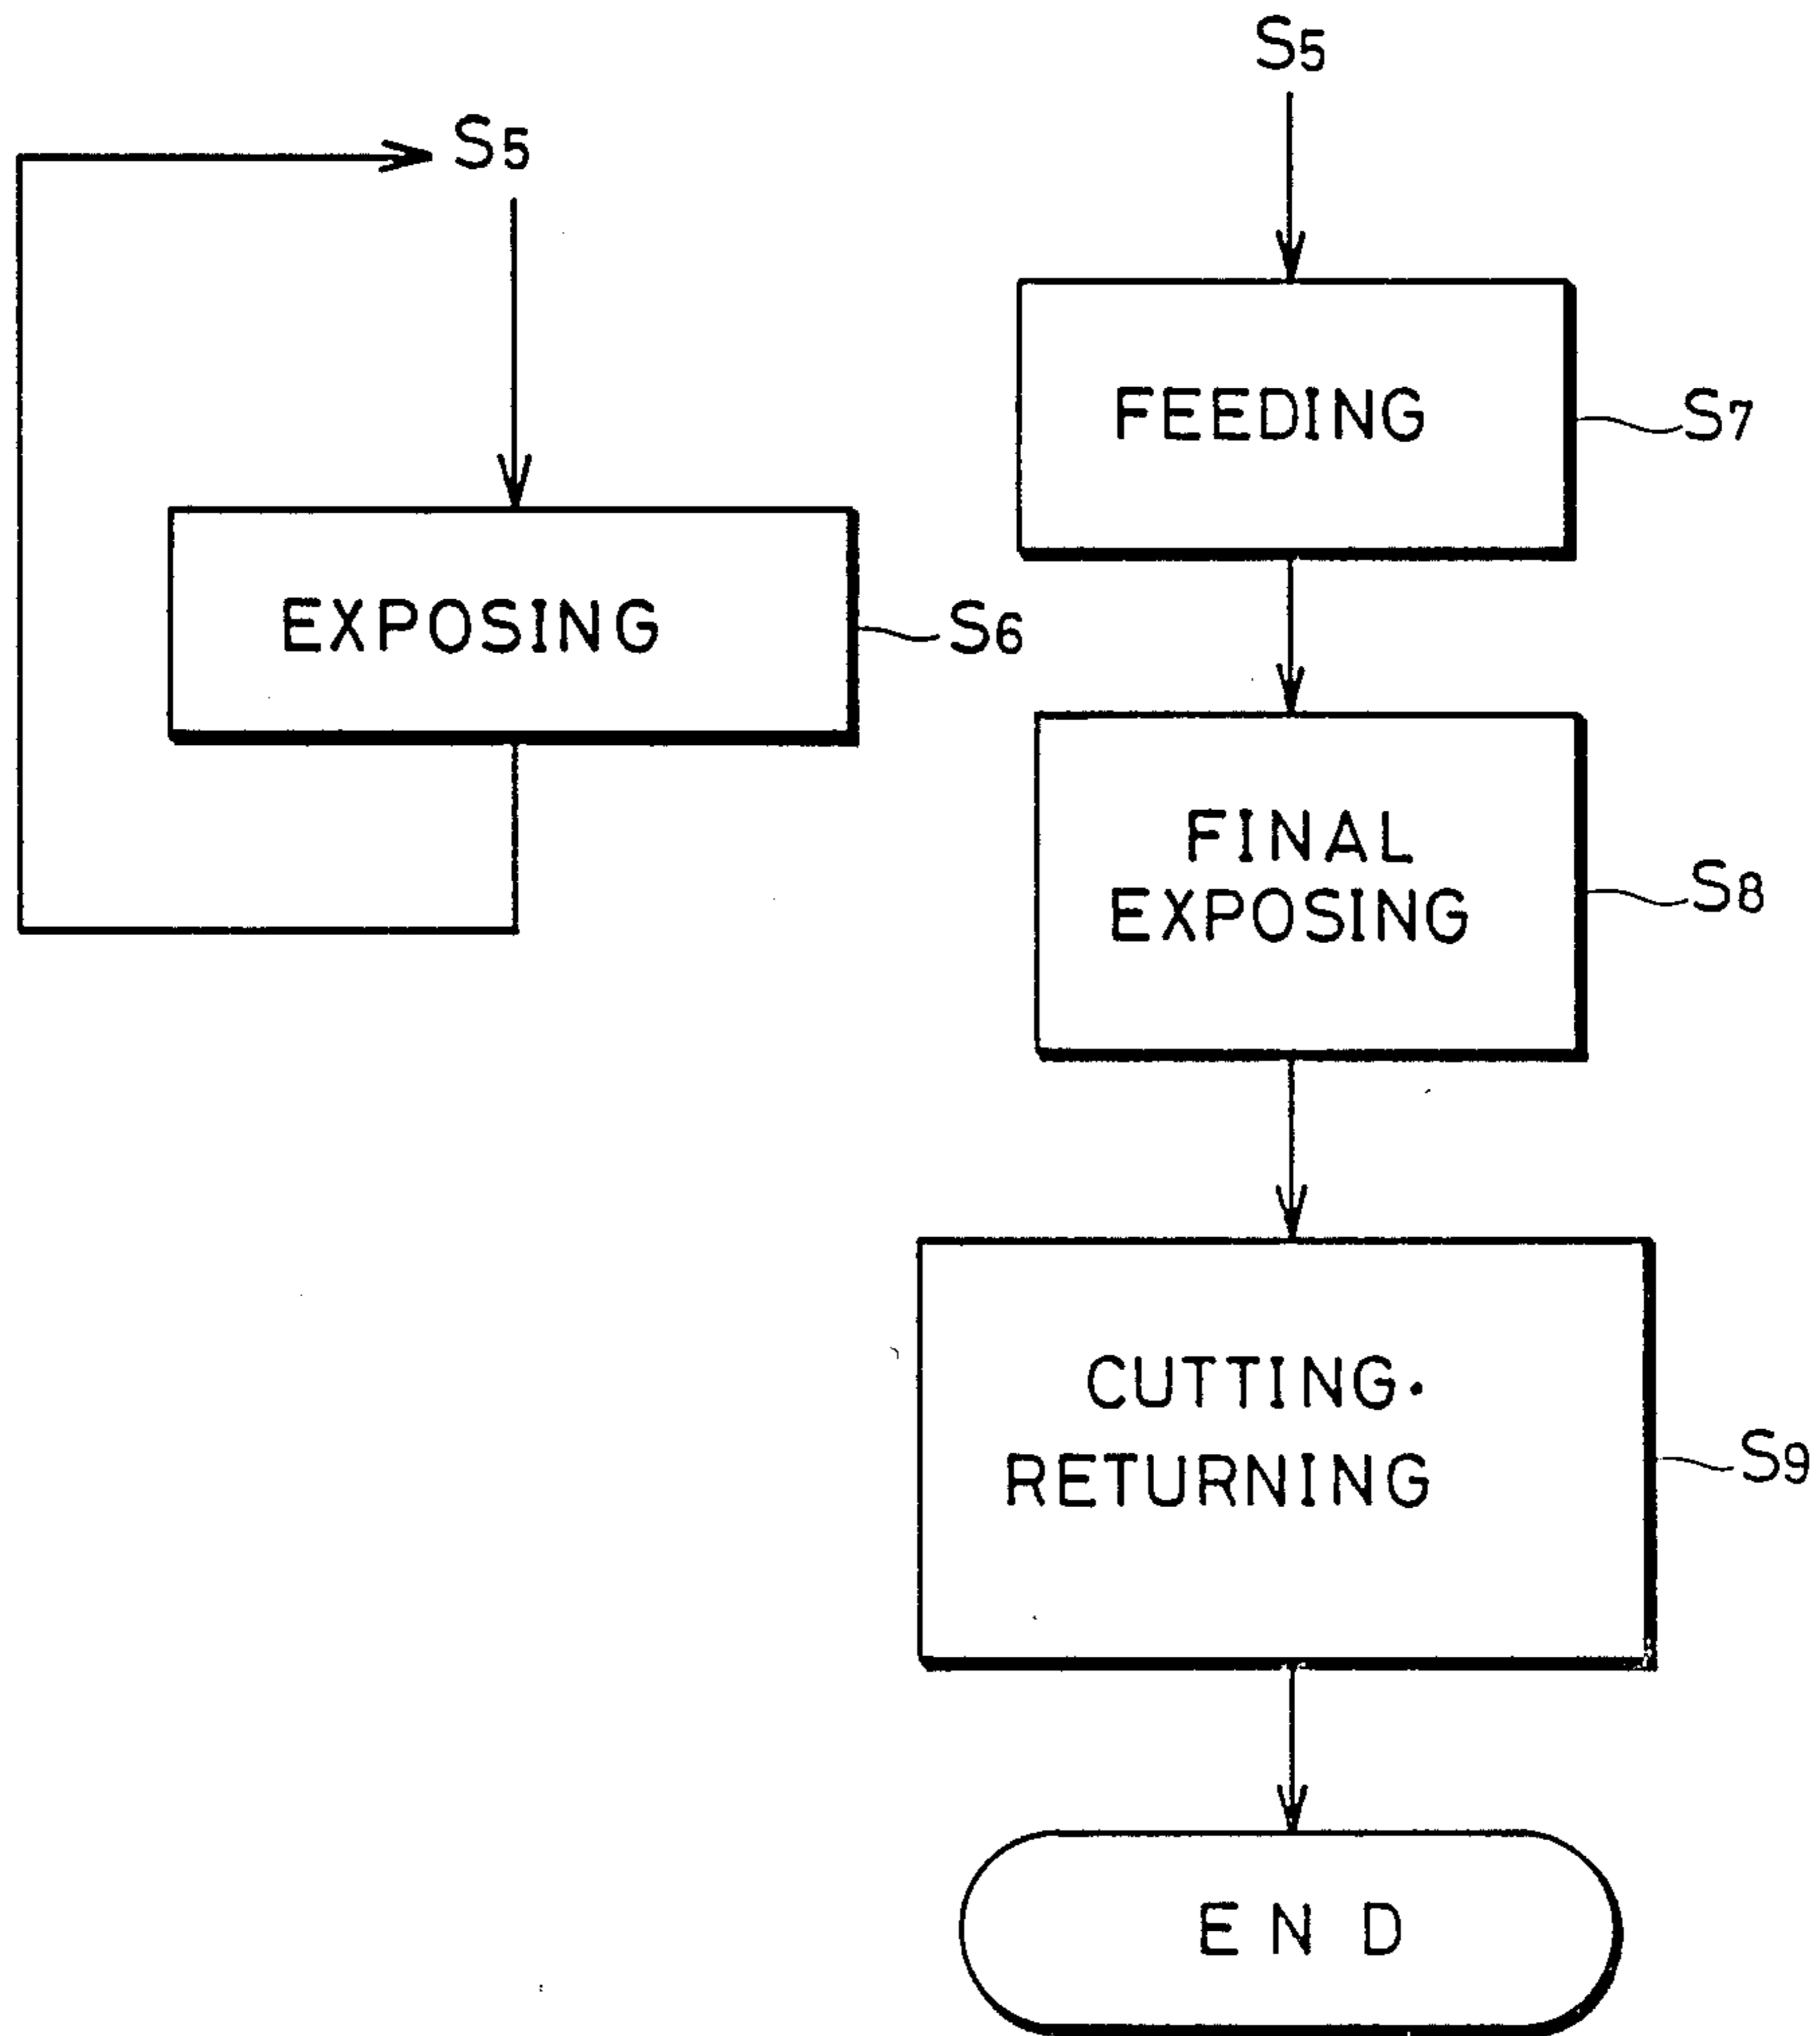 S5
EXPOSING
S6
S5
FEEDING
S7
FINAL
EXPOSING
S8
CUTTING·
RETURNING
S9
END